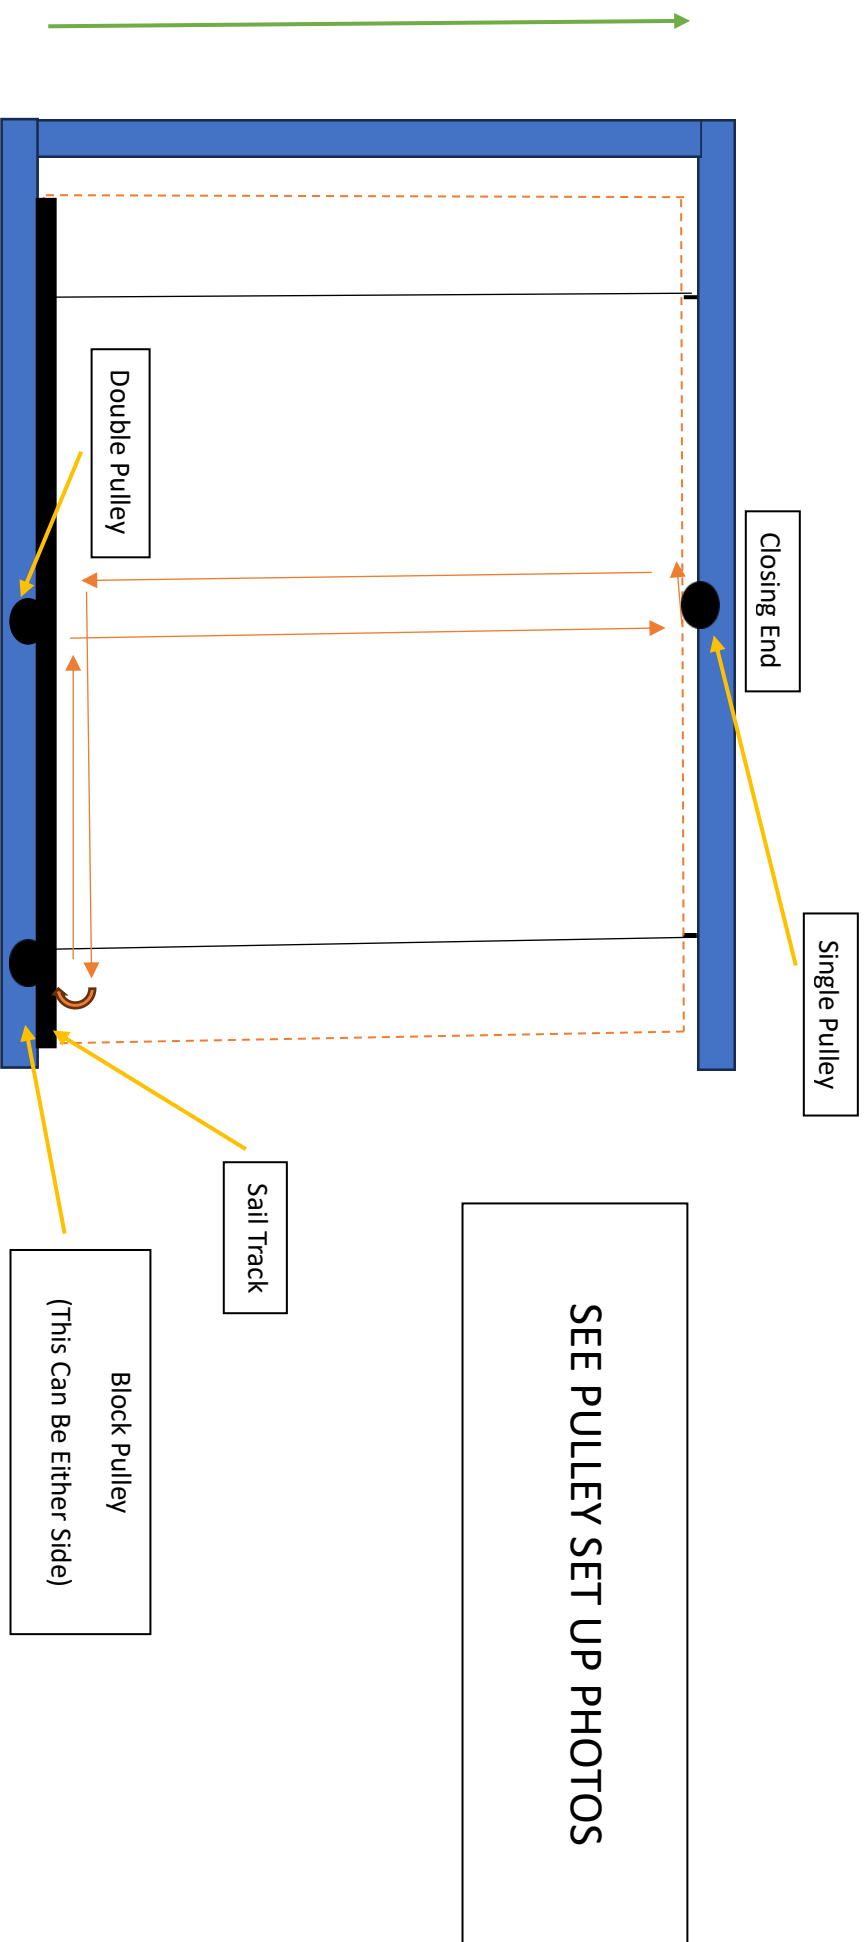 Closing End
Single Pulley
Double Pulley
Sail Track
SEE PULLEY SET UP PHOTOS
Block Pulley
(This Can Be Either Side)